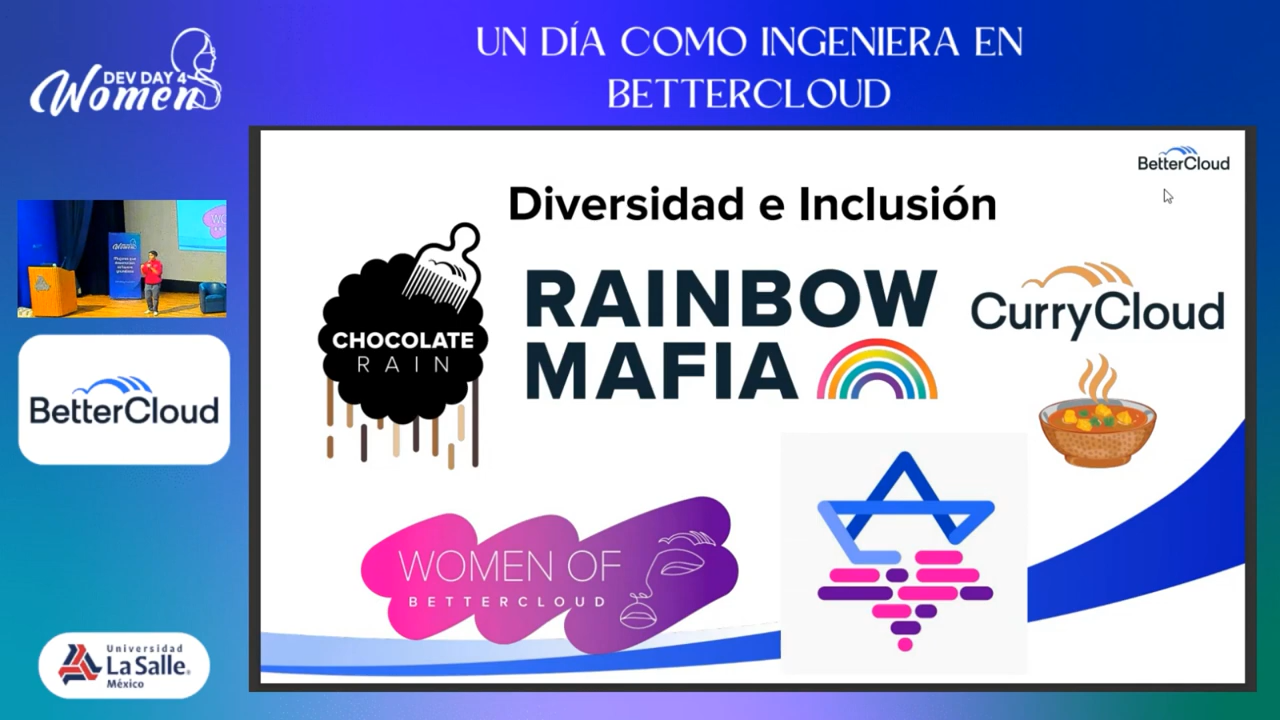 DEV DAY 4
Women
UN DÍA COMO INGENIERA EN
BETTERCLOUD
BetterCloud
Diversidad e Inclusión
CHOCOLATE
RAIN
RAINBOW
MAFIA
CurryCloud
WOMEN OF
BETTERCLOUD
BetterCloud
Universidad
La Salle®
México